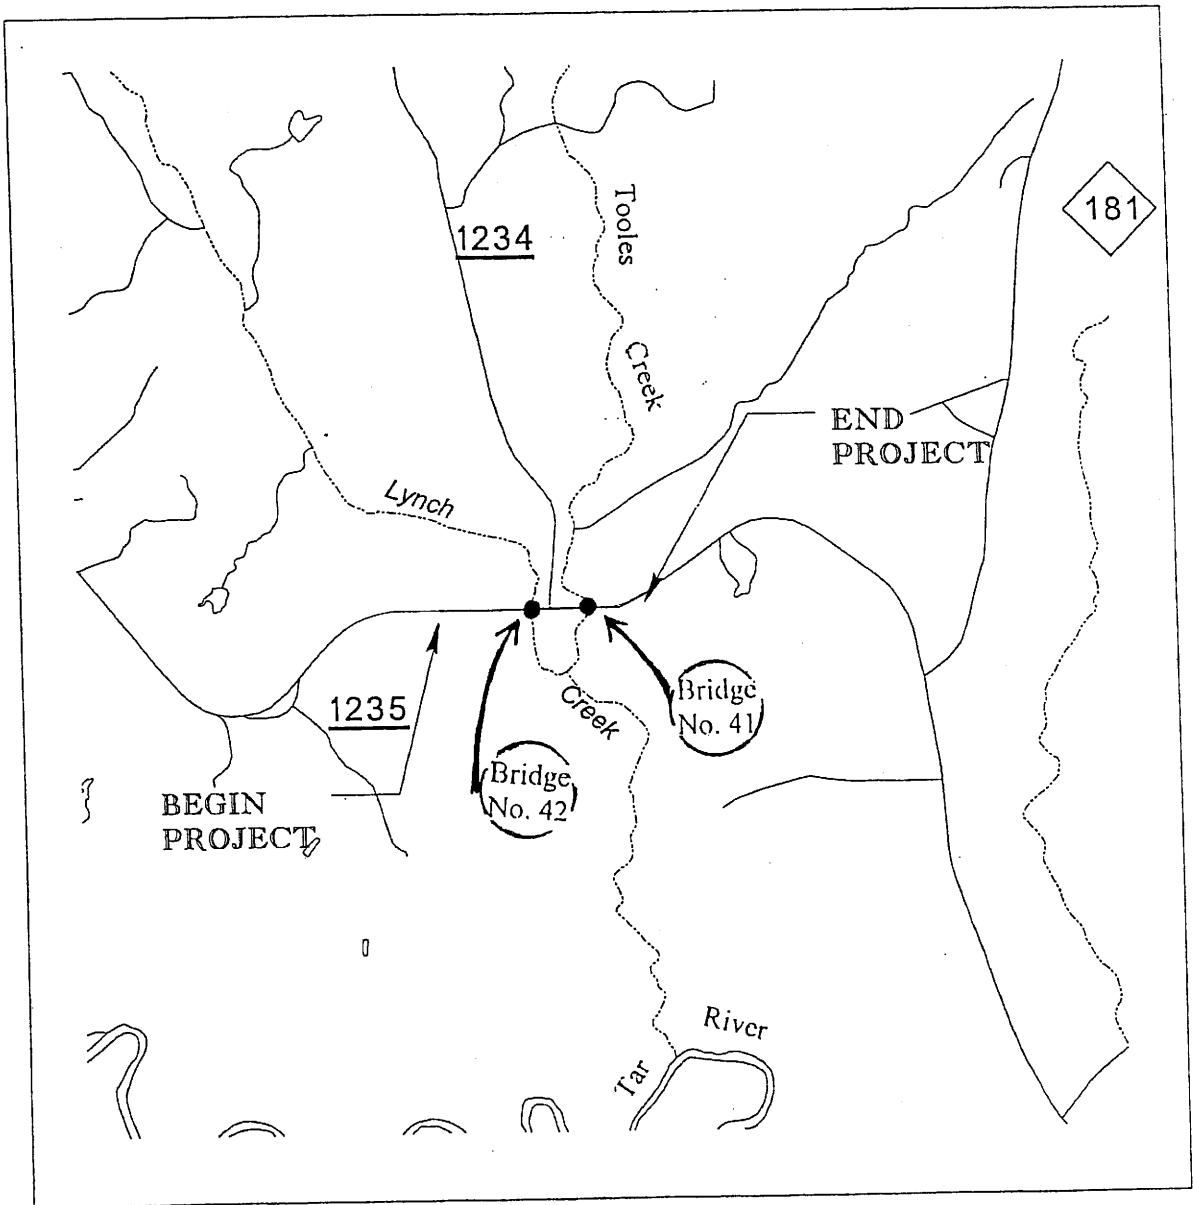 Tooles
181
1234
Creek
END
PROJECT
Lynch
1235
Creek
Bridge
No. 41
Bridge
No. 42
BEGIN
PROJECT
River
Tar